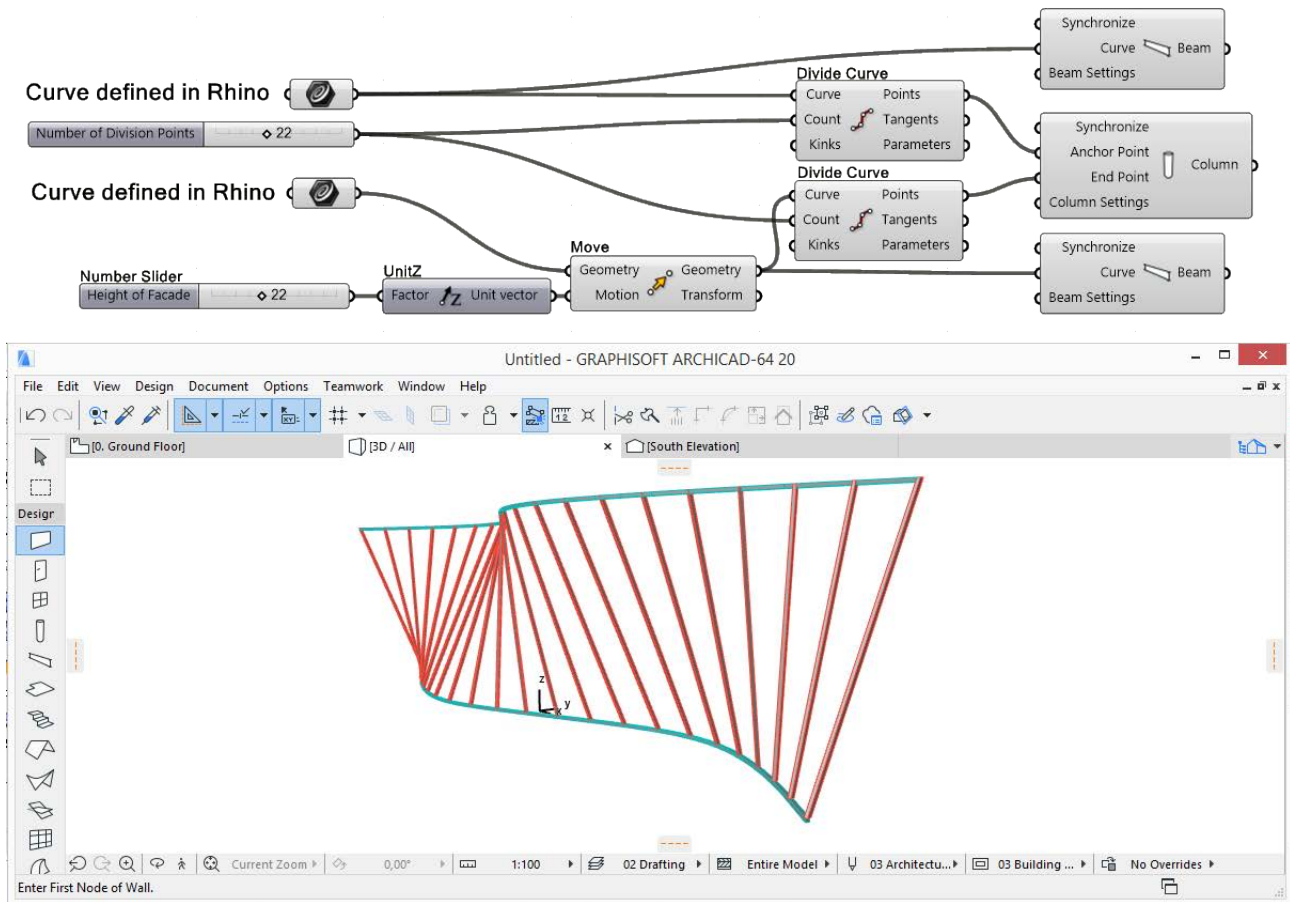 Synchronize
Curve Beam
Beam Settings
Curve defined in Rhino
Number of Division Points 22
Divide Curve
Curve Points
Count Tangents
Kinks Parameters
Synchronize
Anchor Point
End Point Column
Column Settings
Curve defined in Rhino
Divide Curve
Curve Points
Count Tangents
Kinks Parameters
Synchronize
Curve Beam
Beam Settings
Move
Geometry Geometry
Motion Transform
Number Slider
Height of Facade 22
UnitZ
Factor Z Unit vector
Untitled - GRAPHISOFT ARCHICAD-64 20
File Edit View Design Document Options Teamwork Window Help
XY: 1 2
[0. Ground Floor] [3D / All] [South Elevation]
Desigr
z
y
x
Current Zoom 0,00° 1:100 02 Drafting Entire Model 03 Architectu... 03 Building ... No Overrides
Enter First Node of Wall.